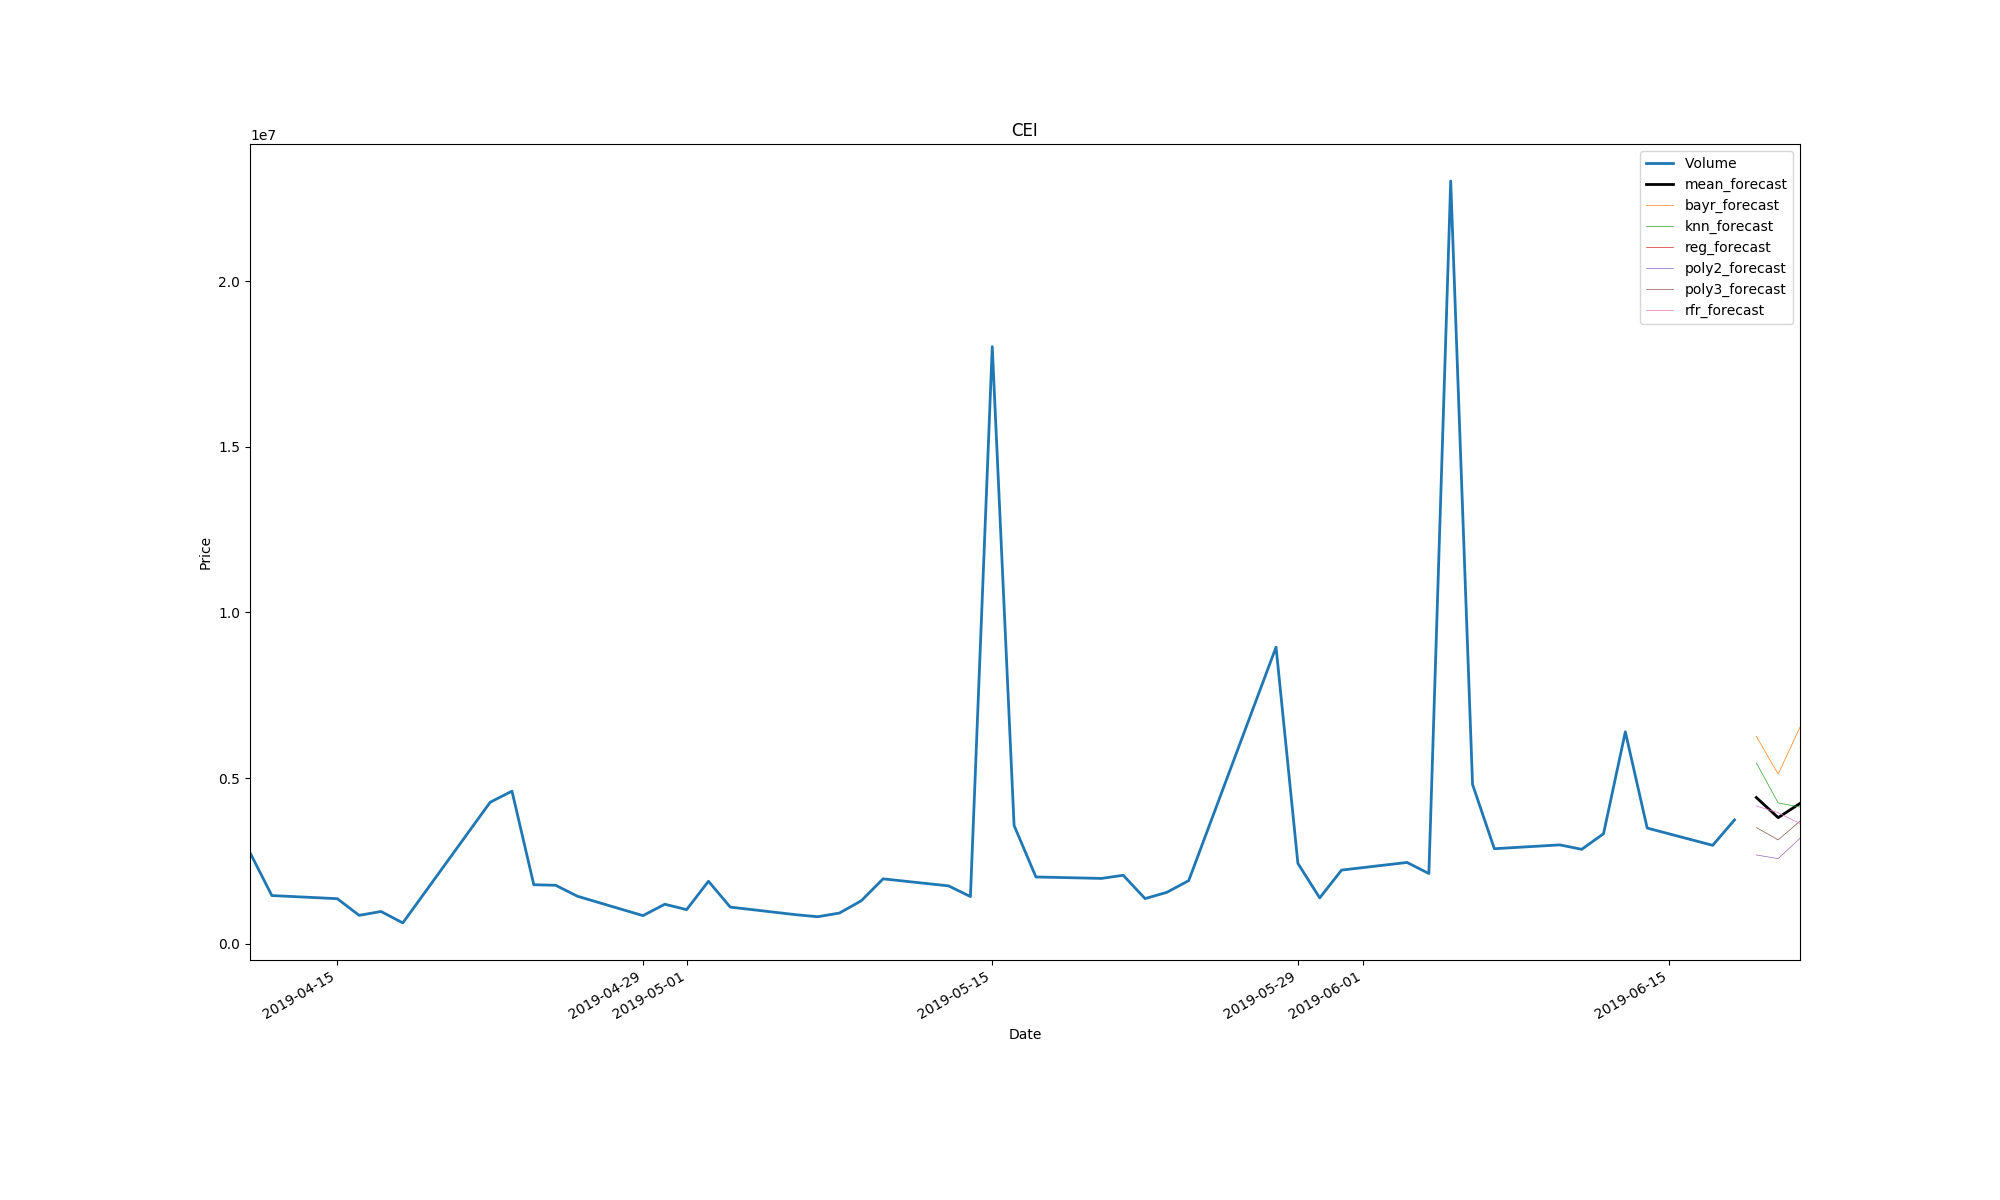 CEI
1e7
Volume
mean_forecast
bayr_forecast
knn_forecast
reg_forecast
poly2_forecast
poly3_forecast
rfr_forecast
2.0
1.5
1.0
0.5
0.0
Price
2019-04-15
2019-04-29
2019-05-01
2019-05-15
2019-05-29
2019-06-01
2019-06-15
Date